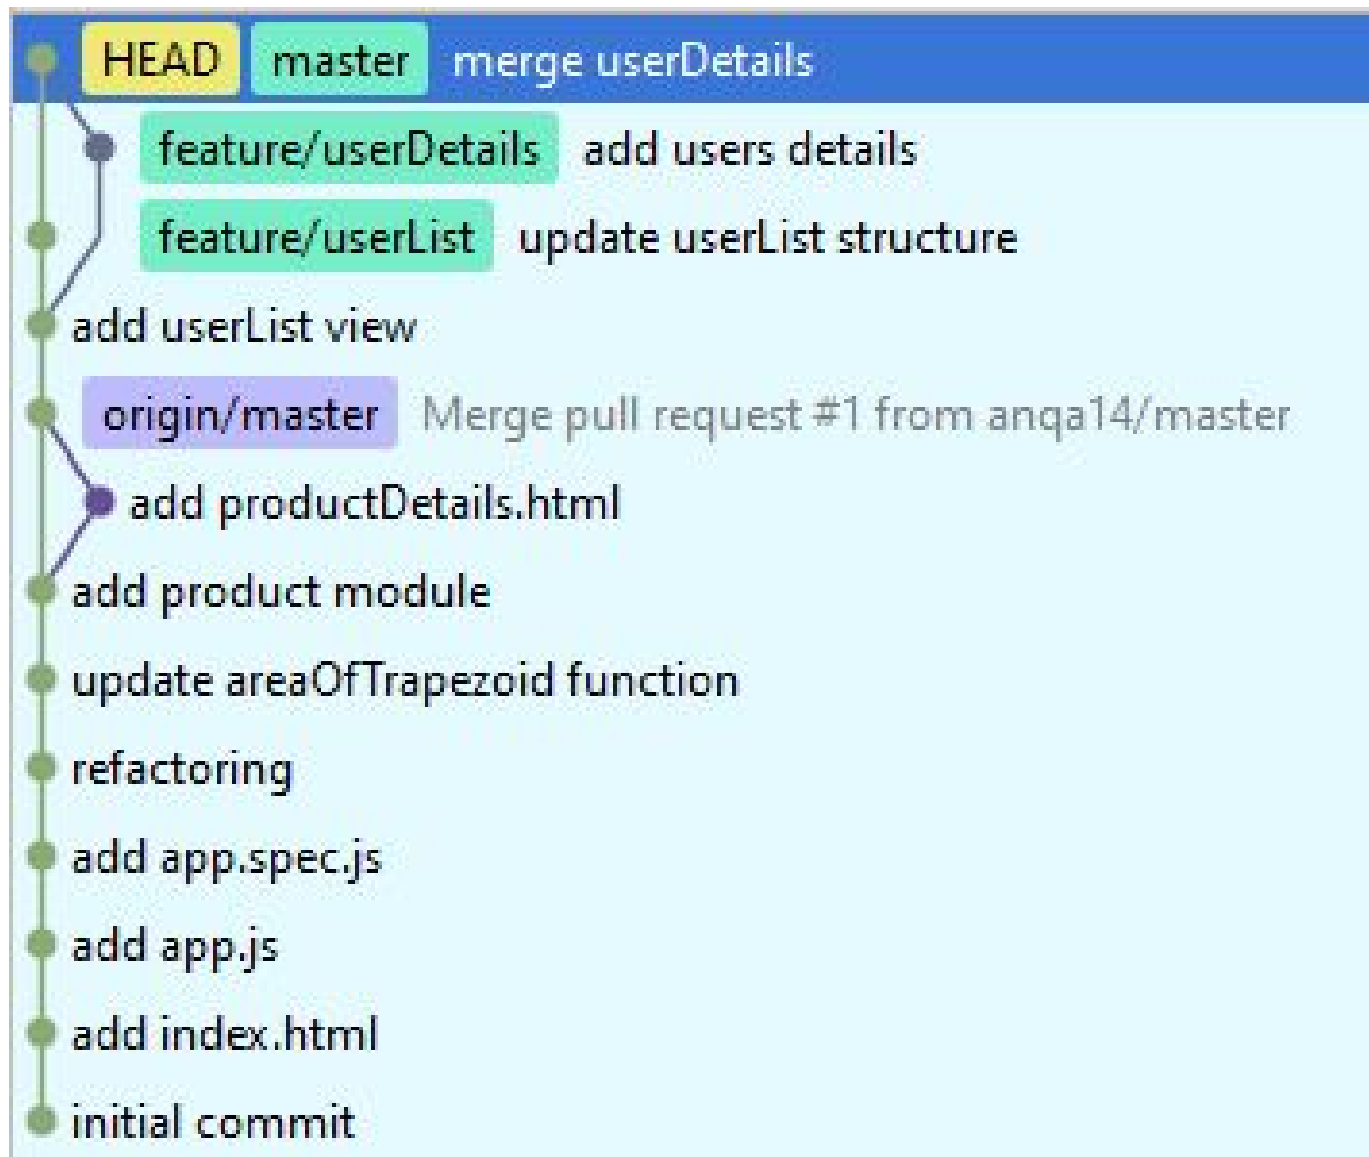 HEAD master merge userDetails
feature/userDetails add users details
feature/userList update userList structure
add userList view
origin/master Merge pull request #1 from anqa14/master
add productDetails.html
add product module
update areaOfTrapezoid function
refactoring
add app.spec.js
add app.js
add index.html
initial commit